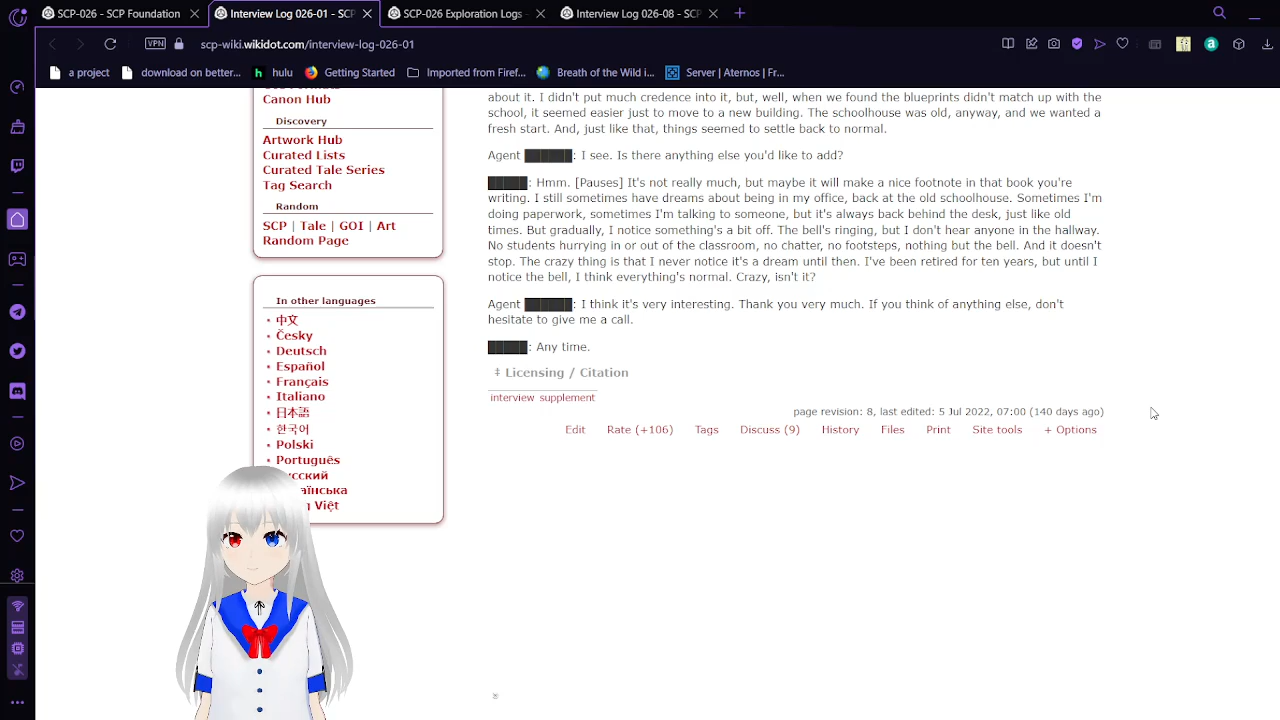 SCP-026 - SCP Foundation
Interview Log 026-01 - SC
SCP-026 Exploration Logs -
Interview Log 026-08 - SCP
VPN
scp-wiki.wikidot.com/interview-log-026-01
a project
download on better...
hulu
Getting Started
Imported from Firef...
Breath of the Wild i...
Server | Aternos | Fr...
Canon Hub
Discovery
Artwork Hub
Curated Lists
Curated Tale Series
Tag Search
Random
SCP | Tale | GOI | Art
Random Page
In other languages
中文
Česky
Deutsch
Español
Français
Italiano
日本語
한국어
Polski
Português
усский
аїнська
g Việt
about it. I didn't put much credence into it, but, well, when we found the blueprints didn't match up with the
school, it seemed easier just to move to a new building. The schoolhouse was old, anyway, and we wanted a
fresh start. And, just like that, things seemed to settle back to normal.
Agent ██████: I see. Is there anything else you'd like to add?
█████: Hmm. [Pauses] It's not really much, but maybe it will make a nice footnote in that book you're
writing. I still sometimes have dreams about being in my office, back at the old schoolhouse. Sometimes I'm
doing paperwork, sometimes I'm talking to someone, but it's always back behind the desk, just like old
times. But gradually, I notice something's a bit off. The bell's ringing, but I don't hear anyone in the hallway.
No students hurrying in or out of the classroom, no chatter, no footsteps, nothing but the bell. And it doesn't
stop. The crazy thing is that I never notice it's a dream until then. I've been retired for ten years, but until I
notice the bell, I think everything's normal. Crazy, isn't it?
Agent ██████: I think it's very interesting. Thank you very much. If you think of anything else, don't
hesitate to give me a call.
█████: Any time.
‡ Licensing / Citation
interview supplement
page revision: 8, last edited: 5 Jul 2022, 07:00 (140 days ago)
Edit Rate (+106) Tags Discuss (9) History Files Print Site tools + Options